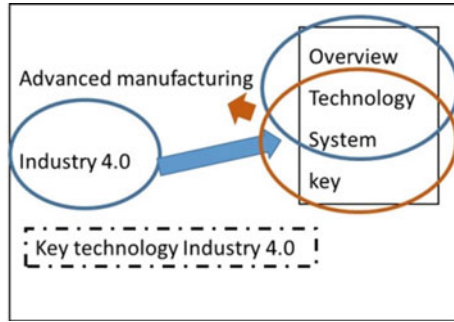 Overview
Advanced manufacturing
Technology
Industry 4.0
System
key
Key technology Industry 4.0